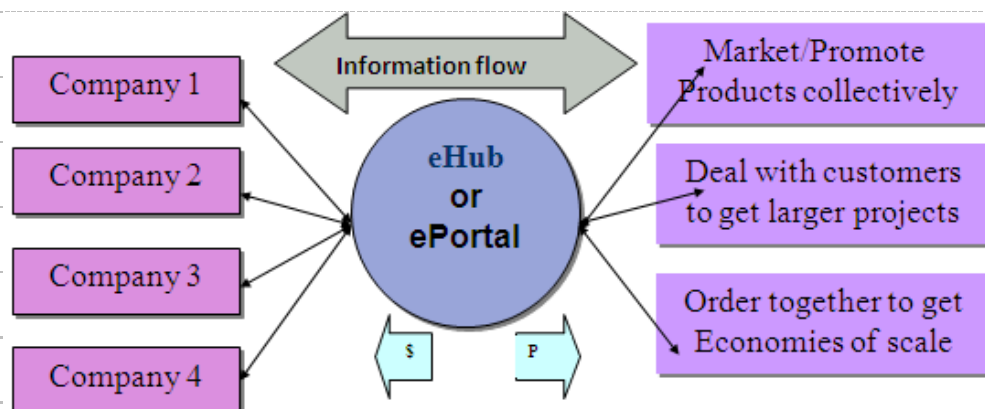 Company 1
Company 2
Company 3
Company 4
Information flow
eHub
or
ePortal
$
P
Market/Promote
Products collectively
Deal with customers
to get larger projects
Order together to get
Economies of scale